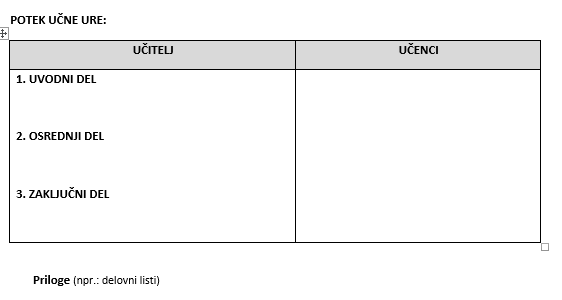 POTEK UČNE URE:
UČITELJ
UČENCI
1. UVODNI DEL
2. OSREDNJI DEL
3. ZAKLJUČNI DEL
Priloge (npr.: delovni listi)